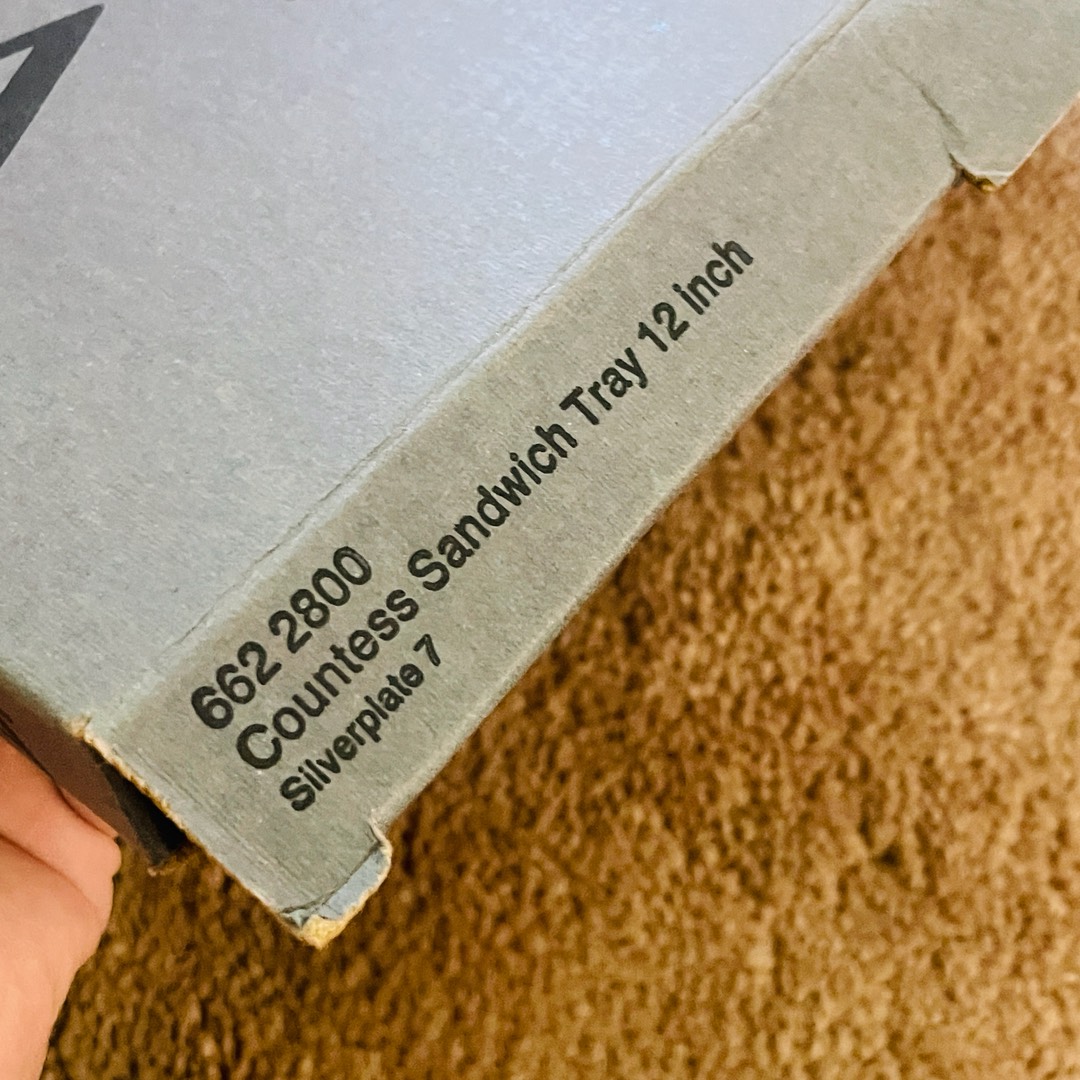 662 2800
Countess Sandwich Tray 12 inch
Silverplate 7